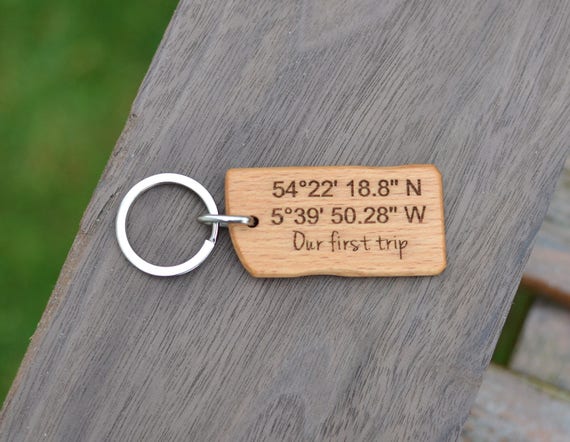 54°22' 18.8" N
5°39' 50.28" W
Our first trip